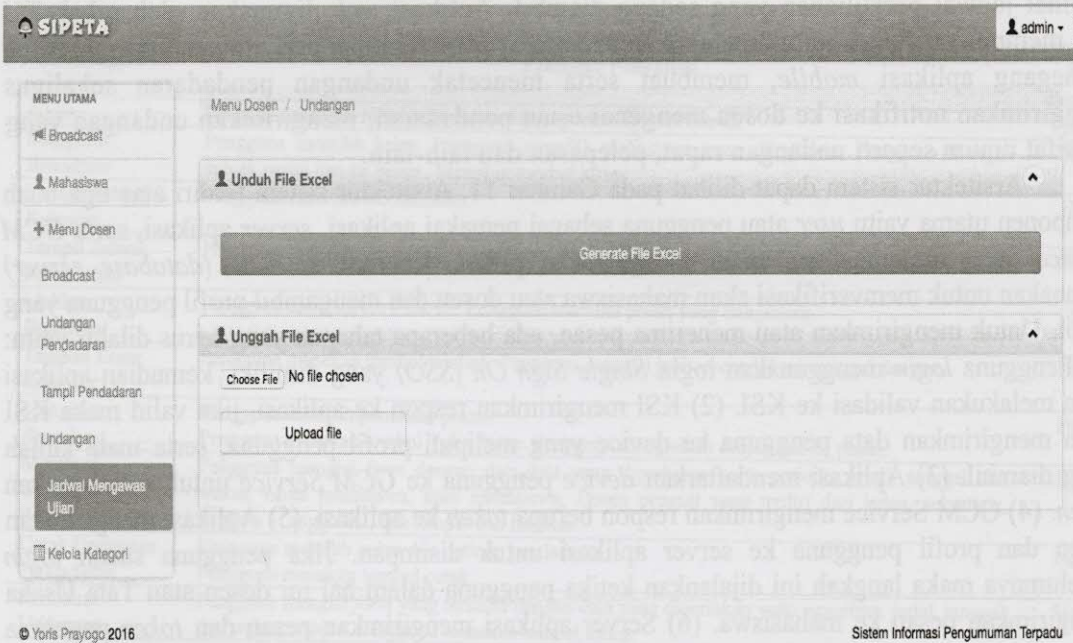 SIPETA
admin
MENU UTAMA
Broadcast
Mahasiswa
Menu Dosen
Broadcast
Undangan
Pendadaran
Tampil Pendadaran
Undangan
Jadwal Mengawas
Ujian
Kelola Kategori
Menu Dosen / Undangan
Unduh File Excel
Generate File Excel
Unggah File Excel
Choose File No file chosen
Upload file
© Yoris Prayogo 2016
Sistem Informasi Pengumuman Terpadu